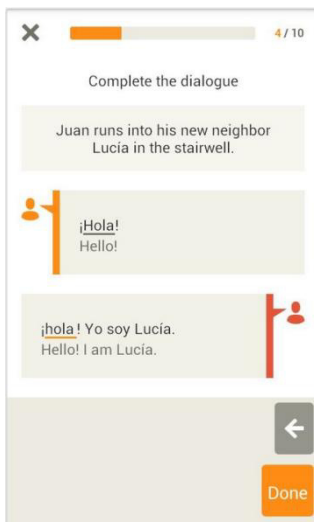 4 / 10
Complete the dialogue
Juan runs into his new neighbor
Lucía in the stairwell.
¡Hola!
Hello!
¡hola! Yo soy Lucía.
Hello! I am Lucía.
Done